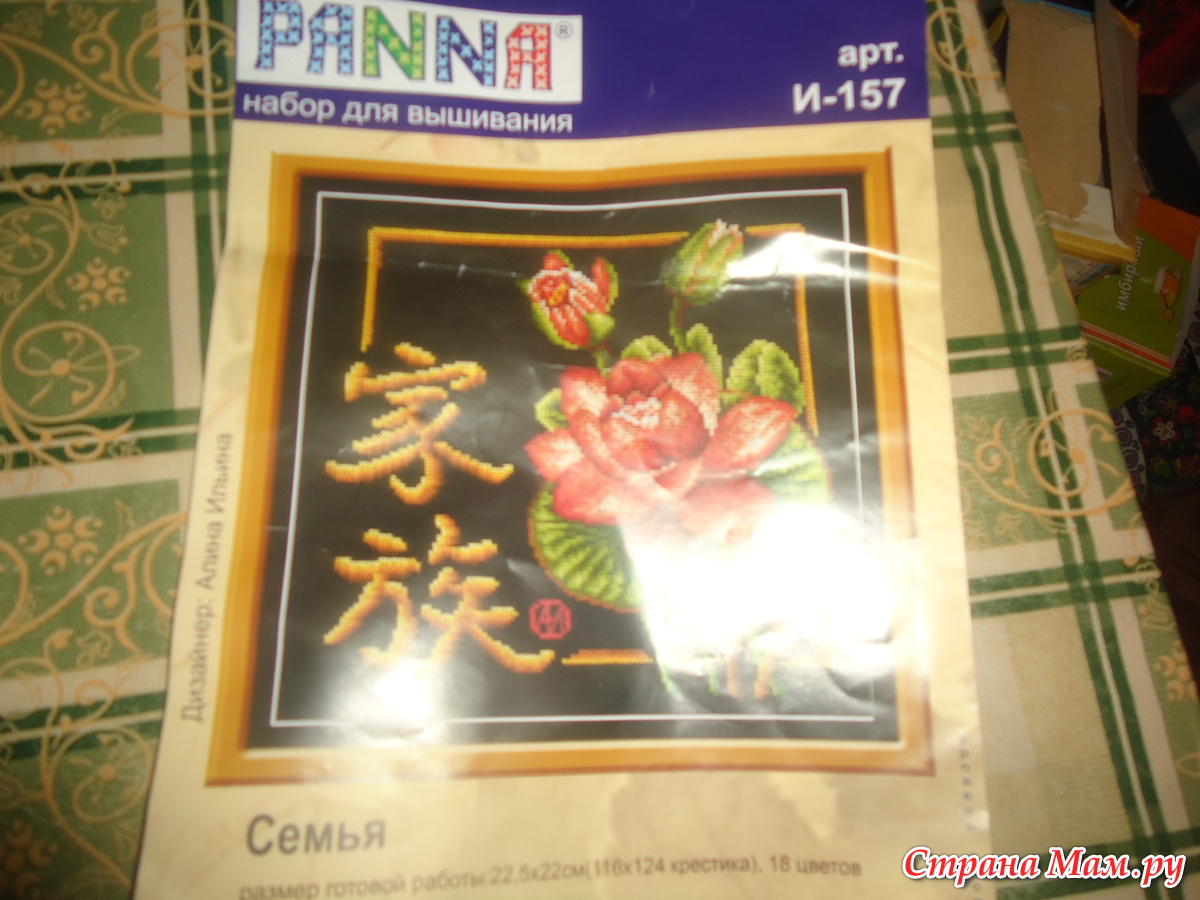 PANNA®
набор для вышивания
арт.
И-157
家
族
Дизайнер: Алина Ильина
Семья
размер готовой работы:22,5х22см(116х124 крестика), 18 цветов
имбир
Страна Мам.ру